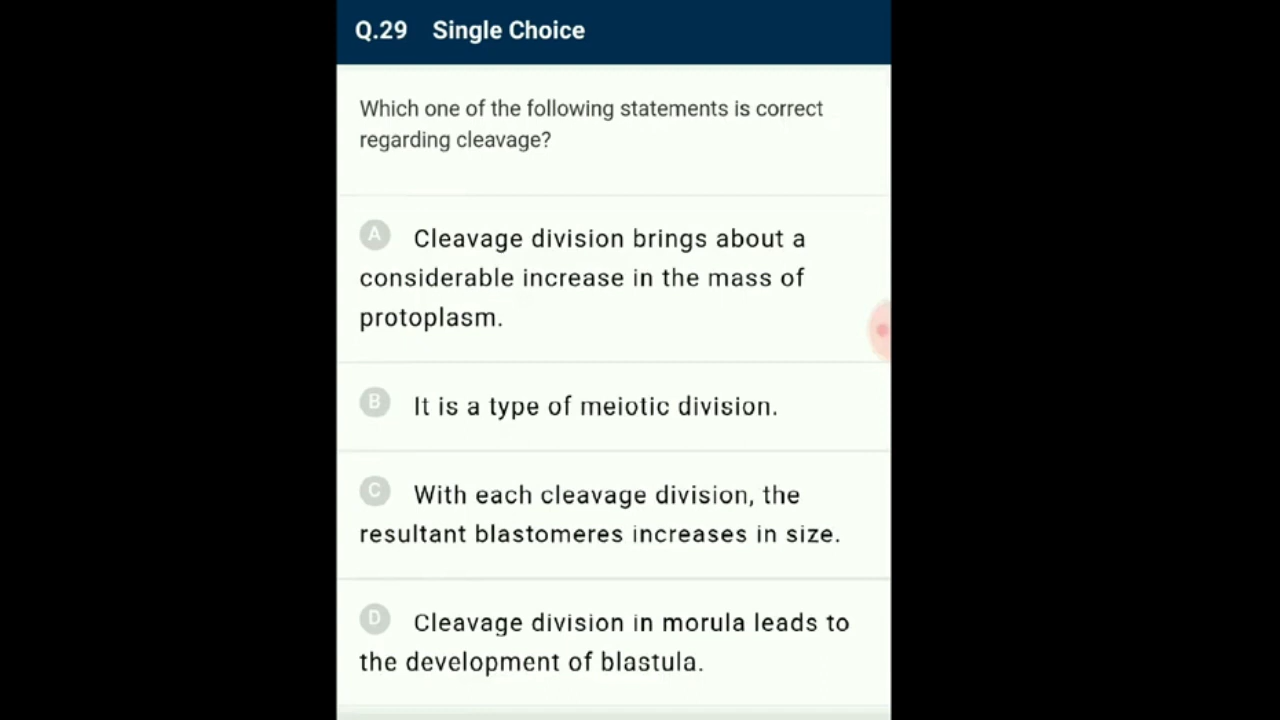 Q.29 Single Choice
Which one of the following statements is correct
regarding cleavage?
A Cleavage division brings about a
considerable increase in the mass of
protoplasm.
B It is a type of meiotic division.
C With each cleavage division, the
resultant blastomeres increases in size.
D Cleavage division in morula leads to
the development of blastula.